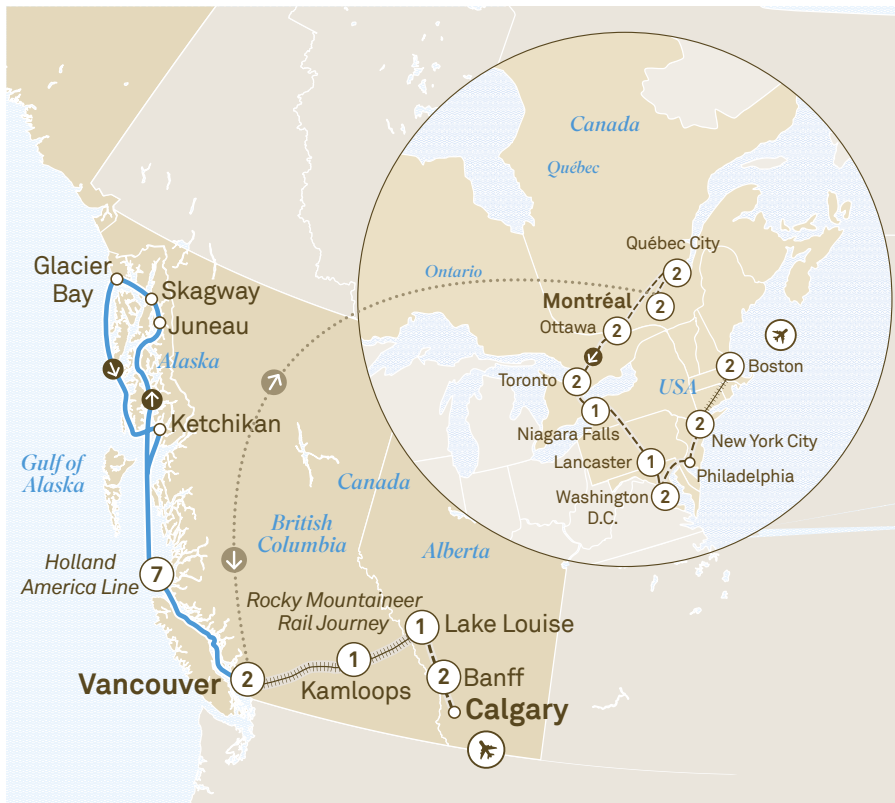 Canada
Québec
Québec City
2
Ontario
Montréal
2
Ottawa
2
Toronto
2
USA
2
Boston
1
Niagara Falls
2
New York City
Lancaster
1
Philadelphia
Washington
D.C.
2
Glacier
Bay
Skagway
Juneau
Alaska
Ketchikan
Gulf of
Alaska
Canada
British
Columbia
Alberta
Holland
America Line
7
Rocky Mountaineer
Rail Journey
1
Lake Louise
1
Kamloops
2
Banff
Vancouver
2
Calgary